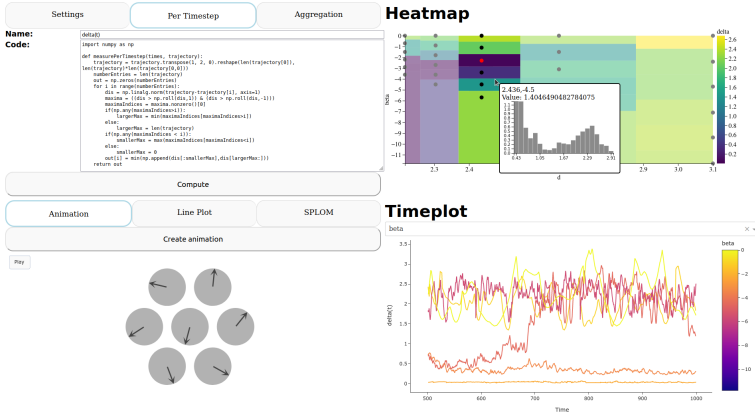 Settings
Per Timestep
Aggregation
Name:
delta(t)
Code:
import numpy as np
def measurePerTimestep(times, trajectory):
trajectory = trajectory.transpose(1, 2, 0).reshape(len(trajectory[0]),
len(trajectory)*len(trajectory[0,0]))
numberEntries = len(trajectory)
out = np.zeros(numberEntries)
for i in range(numberEntries):
dis = np.linalg.norm(trajectory-trajectory[i], axis=1)
maxima = ((dis > np.roll(dis,1)) & (dis > np.roll(dis,-1)))
maximaIndices = maxima.nonzero()[0]
if(np.any(maximaIndices>i)):
largerMax = min(maximaIndices[maximaIndices>i])
else:
largerMax = len(trajectory)
if(np.any(maximaIndices < i)):
smallerMax = max(maximaIndices[maximaIndices<i])
else:
smallerMax = 0
out[i] = min(np.append(dis[:smallerMax],dis[largerMax:]))
return out
Compute
Animation
Line Plot
SPLOM
Create animation
Play
Heatmap
delta
0
−1
−2
−3
−4
−5
−6
−7
−8
−9
−10
−11
beta
2.3
2.4
2.9
3.0
3.1
d
2.6
2.4
2.2
2.0
1.8
1.6
1.4
1.2
1.0
0.8
0.6
0.4
0.2
2.436,-4.5
Value: 1.4046490482784075
0.43
1.05
1.67
2.29
2.91
Timeplot
beta
3.5
3
2.5
2
1.5
1
0.5
0
delta(t)
500
600
700
800
900
1000
Time
beta
0
−2
−4
−6
−8
−10